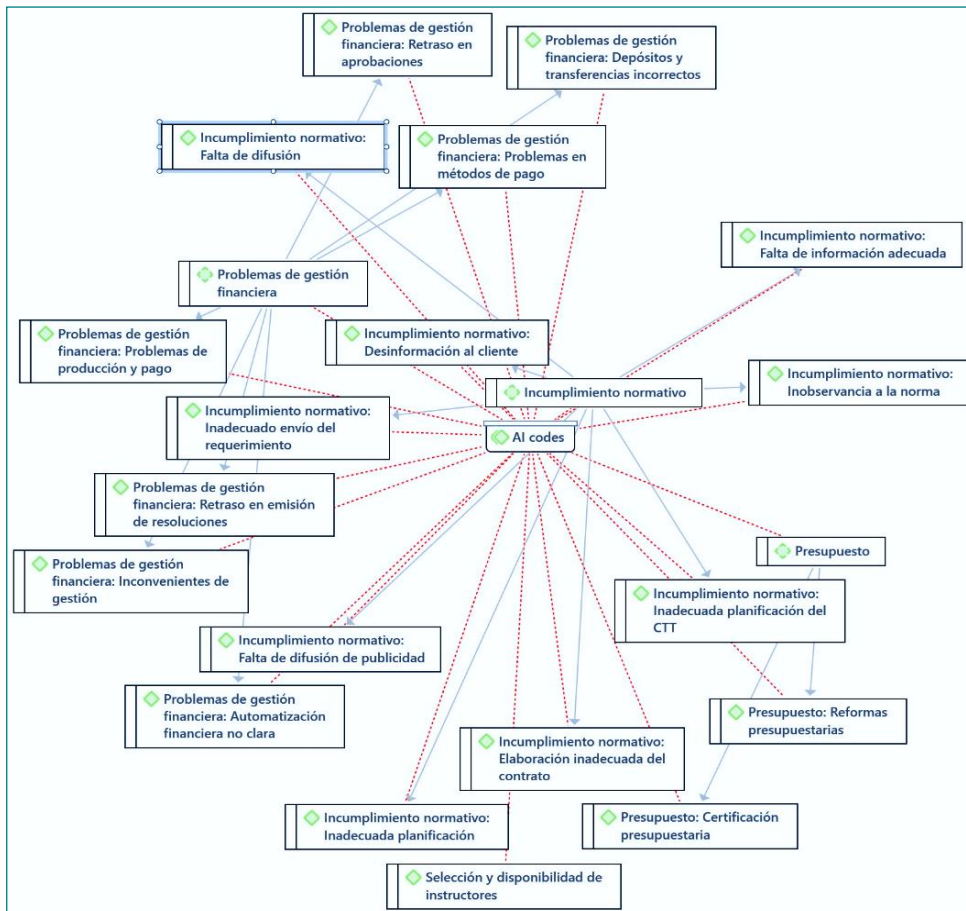 Problemas de gestión
financiera: Retraso en
aprobaciones
Problemas de gestión
financiera: Depósitos y
transferencias incorrectos
Incumplimiento normativo:
Falta de difusión
Problemas de gestión
financiera: Problemas en
métodos de pago
Incumplimiento normativo:
Falta de información adecuada
Problemas de gestión
financiera
Problemas de gestión
financiera: Problemas de
producción y pago
Incumplimiento normativo:
Desinformación al cliente
Incumplimiento normativo
Incumplimiento normativo:
Inobservancia a la norma
Incumplimiento normativo:
Inadecuado envío del
requerimiento
AI codes
Problemas de gestión
financiera: Retraso en emisión
de resoluciones
Problemas de gestión
financiera: Inconvenientes de
gestión
Presupuesto
Incumplimiento normativo:
Inadecuada planificación del
CTT
Incumplimiento normativo:
Falta de difusión de publicidad
Problemas de gestión
financiera: Automatización
financiera no clara
Presupuesto: Reformas
presupuestarias
Incumplimiento normativo:
Elaboración inadecuada del
contrato
Incumplimiento normativo:
Inadecuada planificación
Presupuesto: Certificación
presupuestaria
Selección y disponibilidad de
instructores